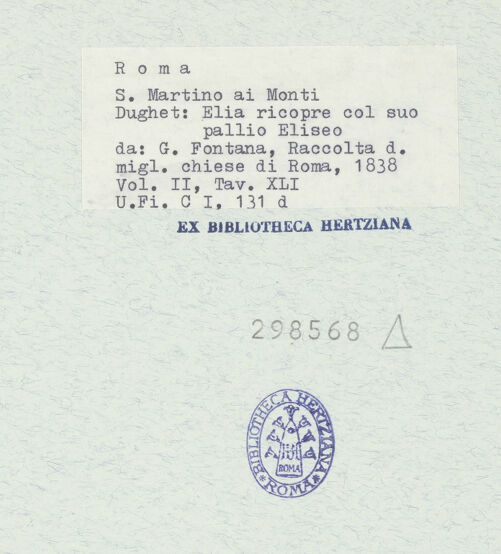 R o m a
S. Martino ai Monti
Dughet: Elia ricopre col suo
pallio Eliseo
da: G. Fontana, Raccolta d.
migl. chiese di Roma, 1838
Vol. II, Tav. XLI
U.Fi. C I, 131 d
EX BIBLIOTHECA HERTZIANA
298568 △
BIBLIOTHECA HERTZIANA
ROMA
* ROMA *